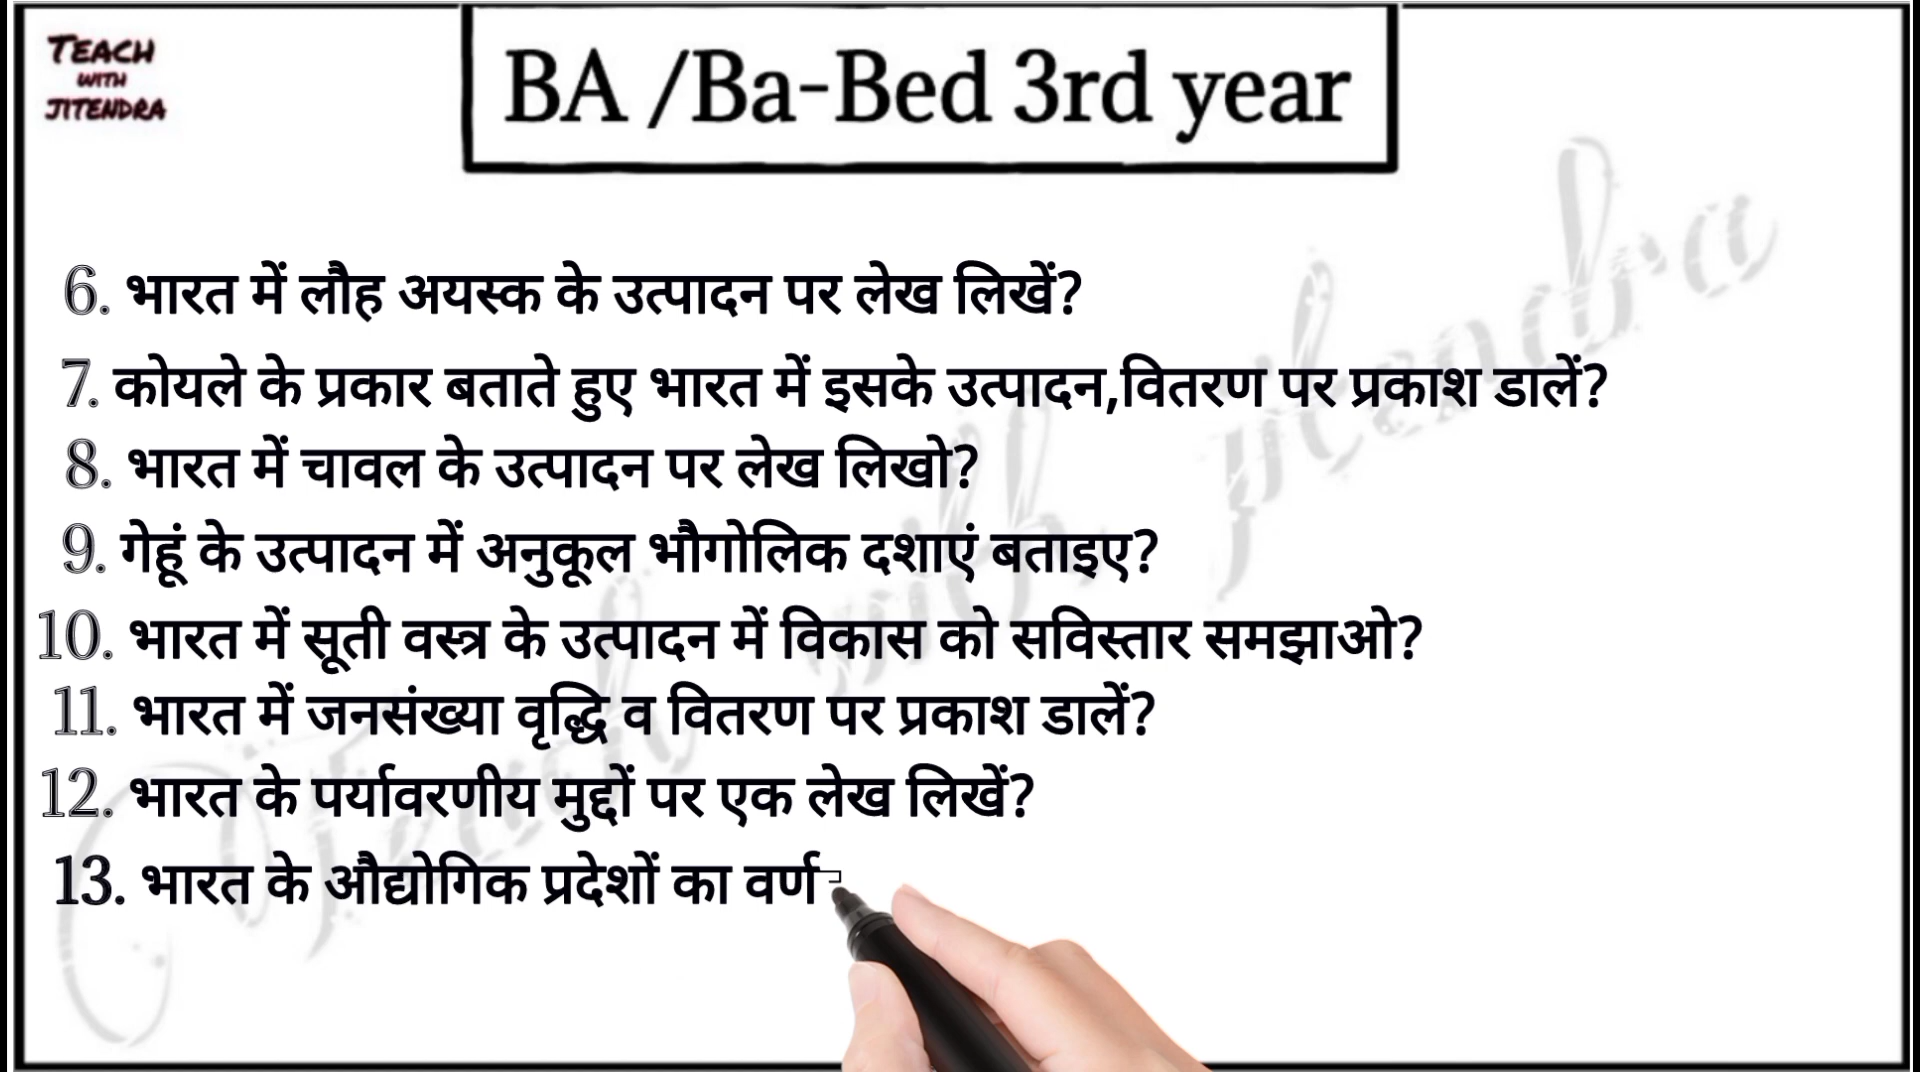 TEACH
WITH
JITENDRA
BA /Ba-Bed 3rd year
6. भारत में लौह अयस्क के उत्पादन पर लेख लिखें?
7. कोयले के प्रकार बताते हुए भारत में इसके उत्पादन,वितरण पर प्रकाश डालें?
8. भारत में चावल के उत्पादन पर लेख लिखो?
9. गेहूं के उत्पादन में अनुकूल भौगोलिक दशाएं बताइए?
10. भारत में सूती वस्त्र के उत्पादन में विकास को सविस्तार समझाओ?
11. भारत में जनसंख्या वृद्धि व वितरण पर प्रकाश डालें?
12. भारत के पर्यावरणीय मुद्दों पर एक लेख लिखें?
13. भारत के औद्योगिक प्रदेशों का वर्ण
Teach with jitendra